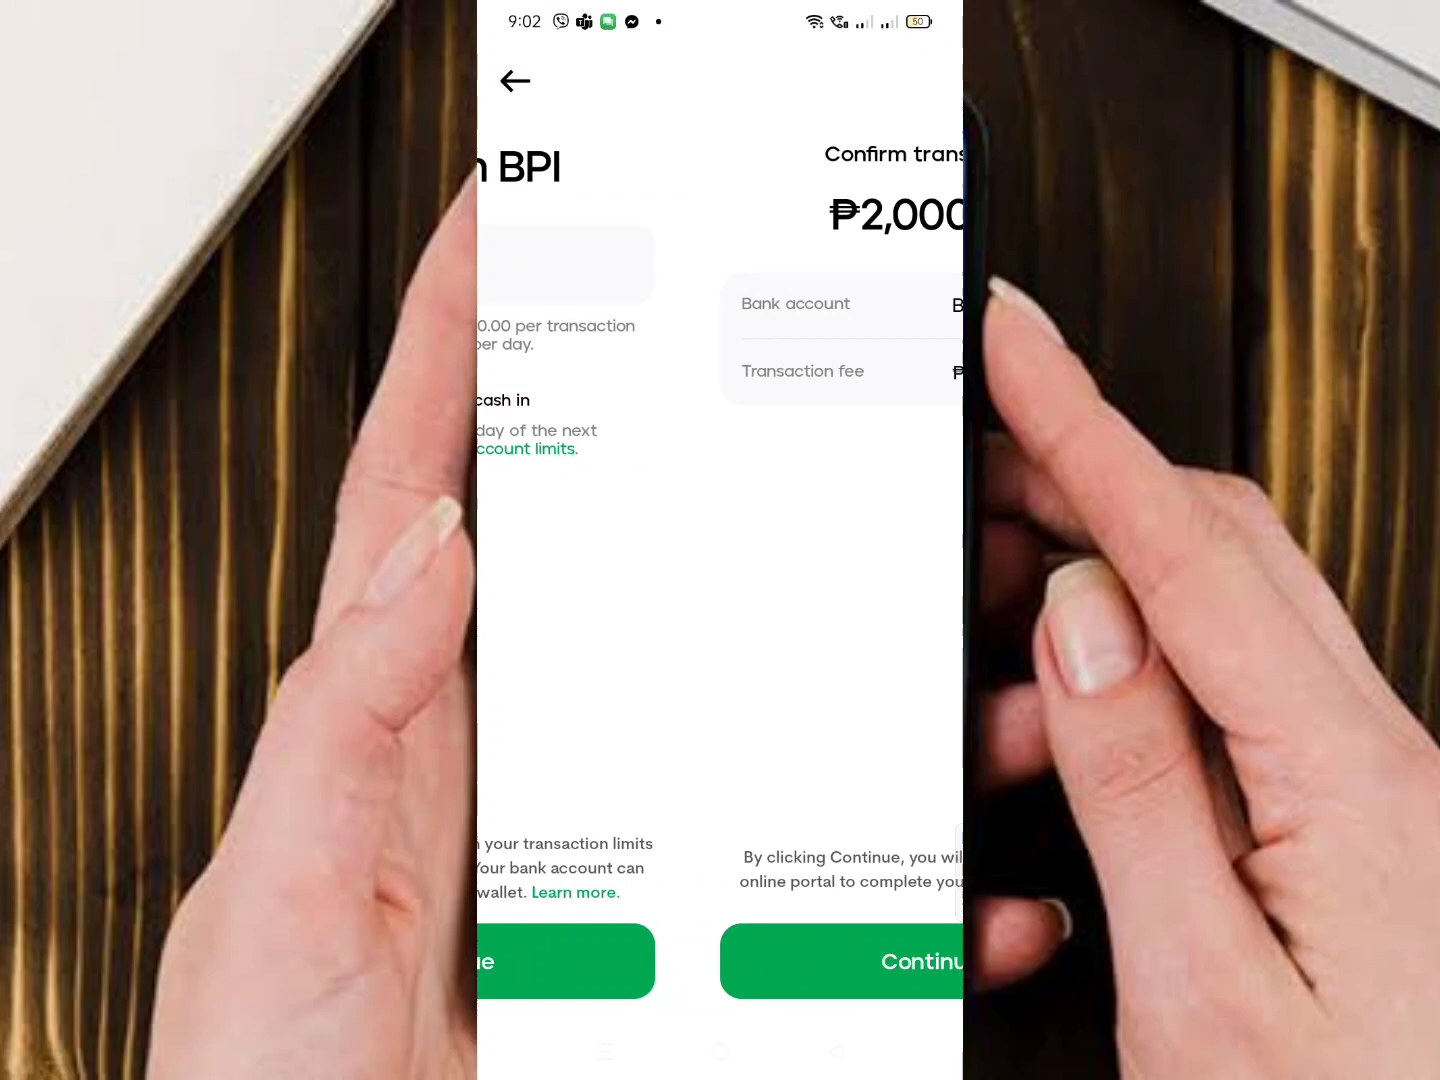 9:02
50
n BPI
0.00 per transaction
per day.
cash in
day of the next
ccount limits.
n your transaction limits
Your bank account can
wallet. Learn more.
ue
Confirm trans
₱2,000
Bank account B
Transaction fee ₱
By clicking Continue, you wil
online portal to complete you
Continu